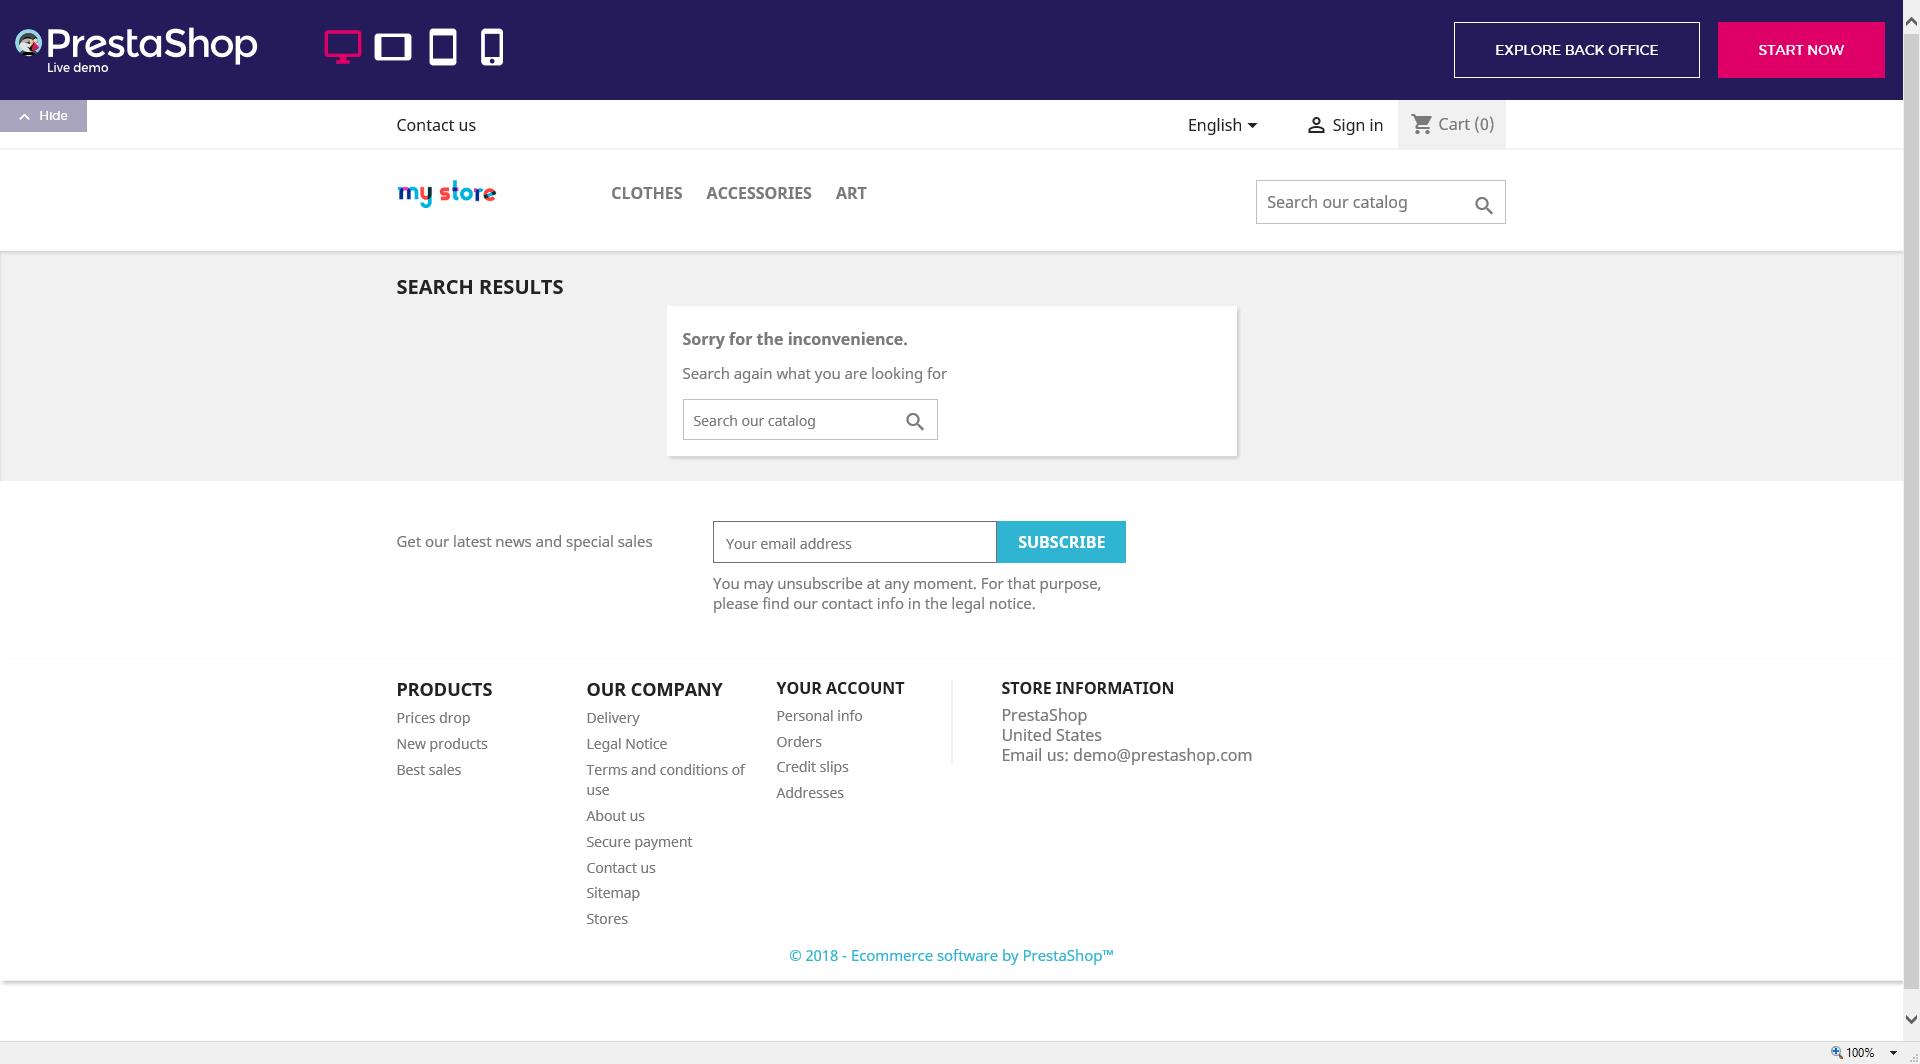 PrestaShop
Live demo
EXPLORE BACK OFFICE
START NOW
Hide
Contact us
English
Sign in
Cart (0)
my store
CLOTHES
ACCESSORIES
ART
Search our catalog
SEARCH RESULTS
Sorry for the inconvenience.
Search again what you are looking for
Search our catalog
Get our latest news and special sales
Your email address
SUBSCRIBE
You may unsubscribe at any moment. For that purpose,
please find our contact info in the legal notice.
PRODUCTS
Prices drop
New products
Best sales
OUR COMPANY
Delivery
Legal Notice
Terms and conditions of
use
About us
Secure payment
Contact us
Sitemap
Stores
YOUR ACCOUNT
Personal info
Orders
Credit slips
Addresses
STORE INFORMATION
PrestaShop
United States
Email us: demo@prestashop.com
© 2018 - Ecommerce software by PrestaShop™
100%